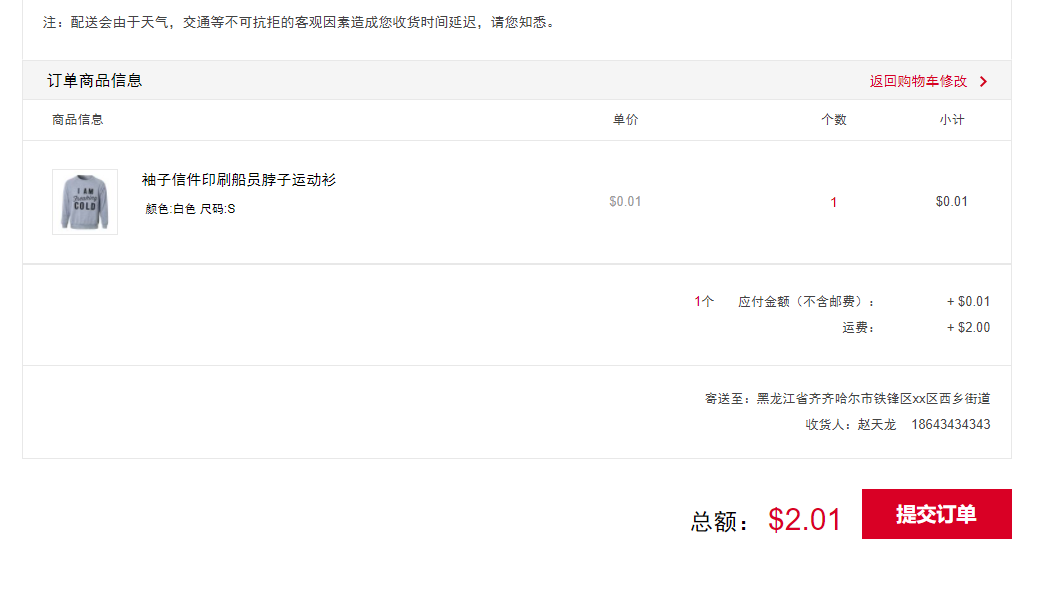 注：配送会由于天气，交通等不可抗拒的客观因素造成您收货时间延迟，请您知悉。
订单商品信息 返回购物车修改
商品信息 单价 个数 小计
袖子信件印刷船员脖子运动衫
颜色:白色 尺码:S
I AM
Freaking
COLD
$0.01 1 $0.01
1个 应付金额（不含邮费）： + $0.01
运费： + $2.00
寄送至：黑龙江省齐齐哈尔市铁锋区xx区西乡街道
收货人：赵天龙 18643434343
总额： $2.01 提交订单